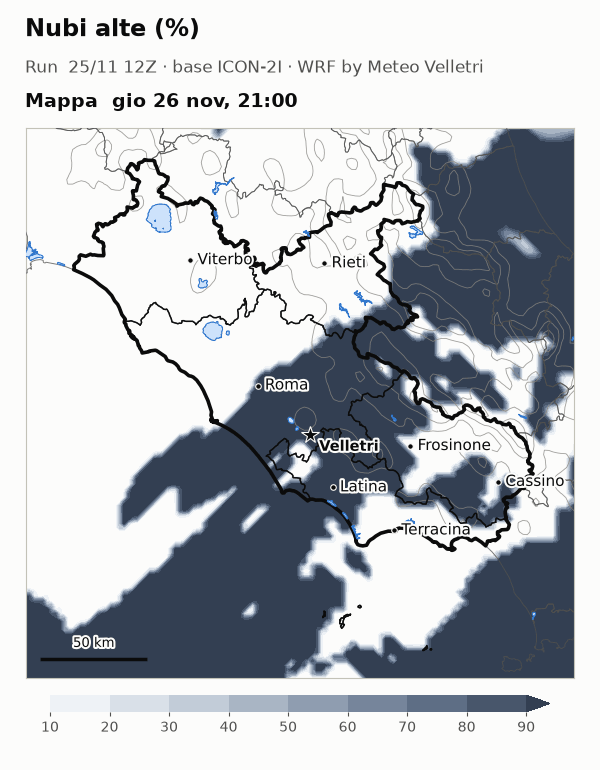 Nubi alte (%)
Run 25/11 12Z · base ICON-2I · WRF by Meteo Velletri
Mappa gio 26 nov, 21:00
Viterbo
Rieti
Roma
Velletri
Frosinone
Cassino
Latina
Terracina
50 km
10 20 30 40 50 60 70 80 90